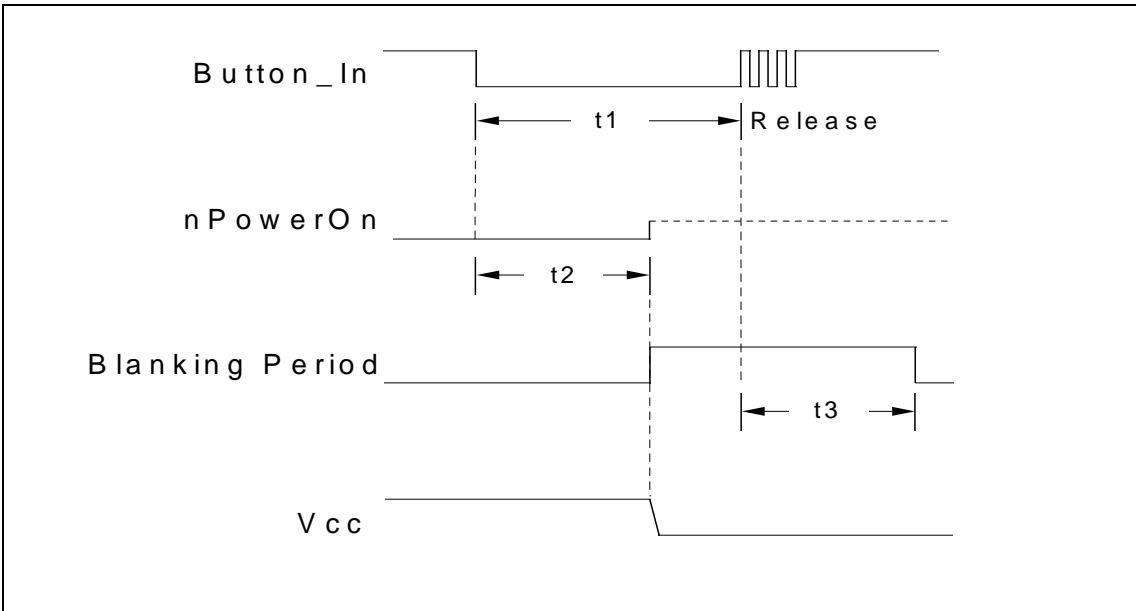 Button_In
t1
Release
nPowerOn
t2
Blanking Period
t3
Vcc